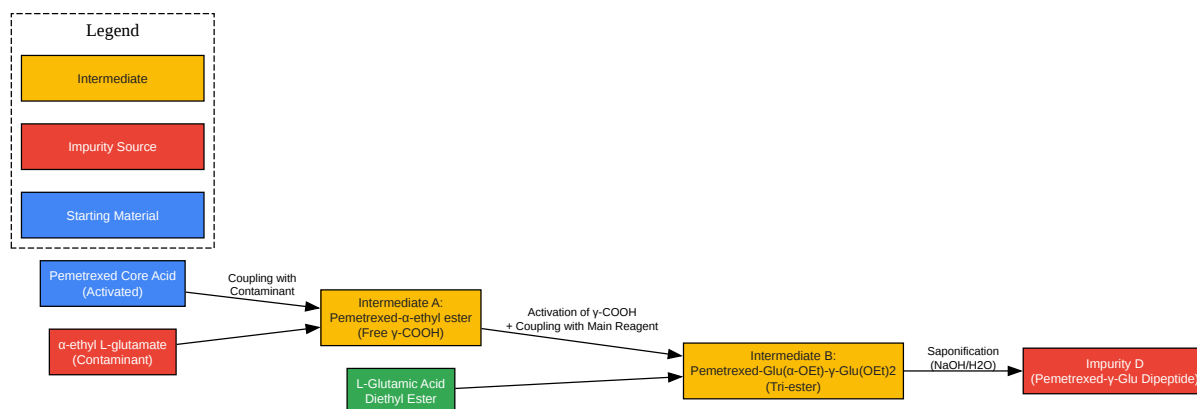 Legend
Intermediate
Impurity Source
Starting Material
Pemetrexed Core Acid
(Activated)
Coupling with
Contaminant
α-ethyl L-glutamate
(Contaminant)
Intermediate A:
Pemetrexed-α-ethyl ester
(Free γ-COOH)
Activation of γ-COOH
+ Coupling with Main Reagent
L-Glutamic Acid
Diethyl Ester
Intermediate B:
Pemetrexed-Glu(α-OEt)-γ-Glu(OEt)2
(Tri-ester)
Saponification
(NaOH/H2O)
Impurity D
(Pemetrexed-γ-Glu Dipeptide)